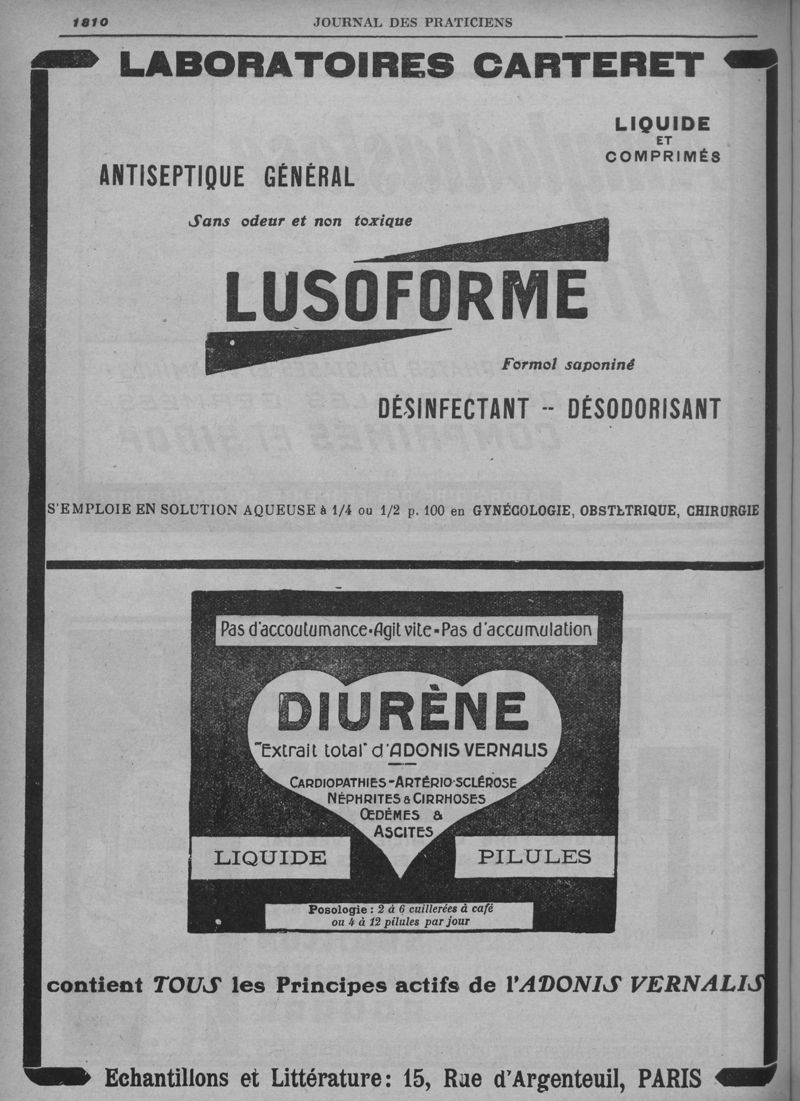 1810
JOURNAL DES PRATICIENS
LABORATOIRES CARTERET
LIQUIDE
ET
COMPRIMÉS
ANTISEPTIQUE GÉNÉRAL
Sans odeur et non toxique
LUSOFORME
Formol saponiné
DÉSINFECTANT -- DÉSODORISANT
S'EMPLOIE EN SOLUTION AQUEUSE à 1/4 ou 1/2 p. 100 en GYNÉCOLOGIE, OBSTÉTRIQUE, CHIRURGIE
Pas d'accoutumance-Agit vite-Pas d'accumulation
DIURÈNE
"Extrait total" d'ADONIS VERNALIS
CARDIOPATHIES-ARTÉRIO-SCLÉROSE
NÉPHRITES & CIRRHOSES
ŒDÈMES &
ASCITES
LIQUIDE
PILULES
Posologie : 2 à 6 cuillerées à café
ou 4 à 12 pilules par jour
contient TOUS les Principes actifs de l'ADONIS VERNALIS
Echantillons et Littérature: 15, Rue d'Argenteuil, PARIS